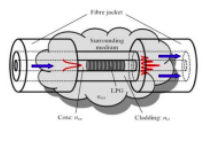 Fibre jacket
Surrounding
medium
n
LPG
Core: n
Cladding: n